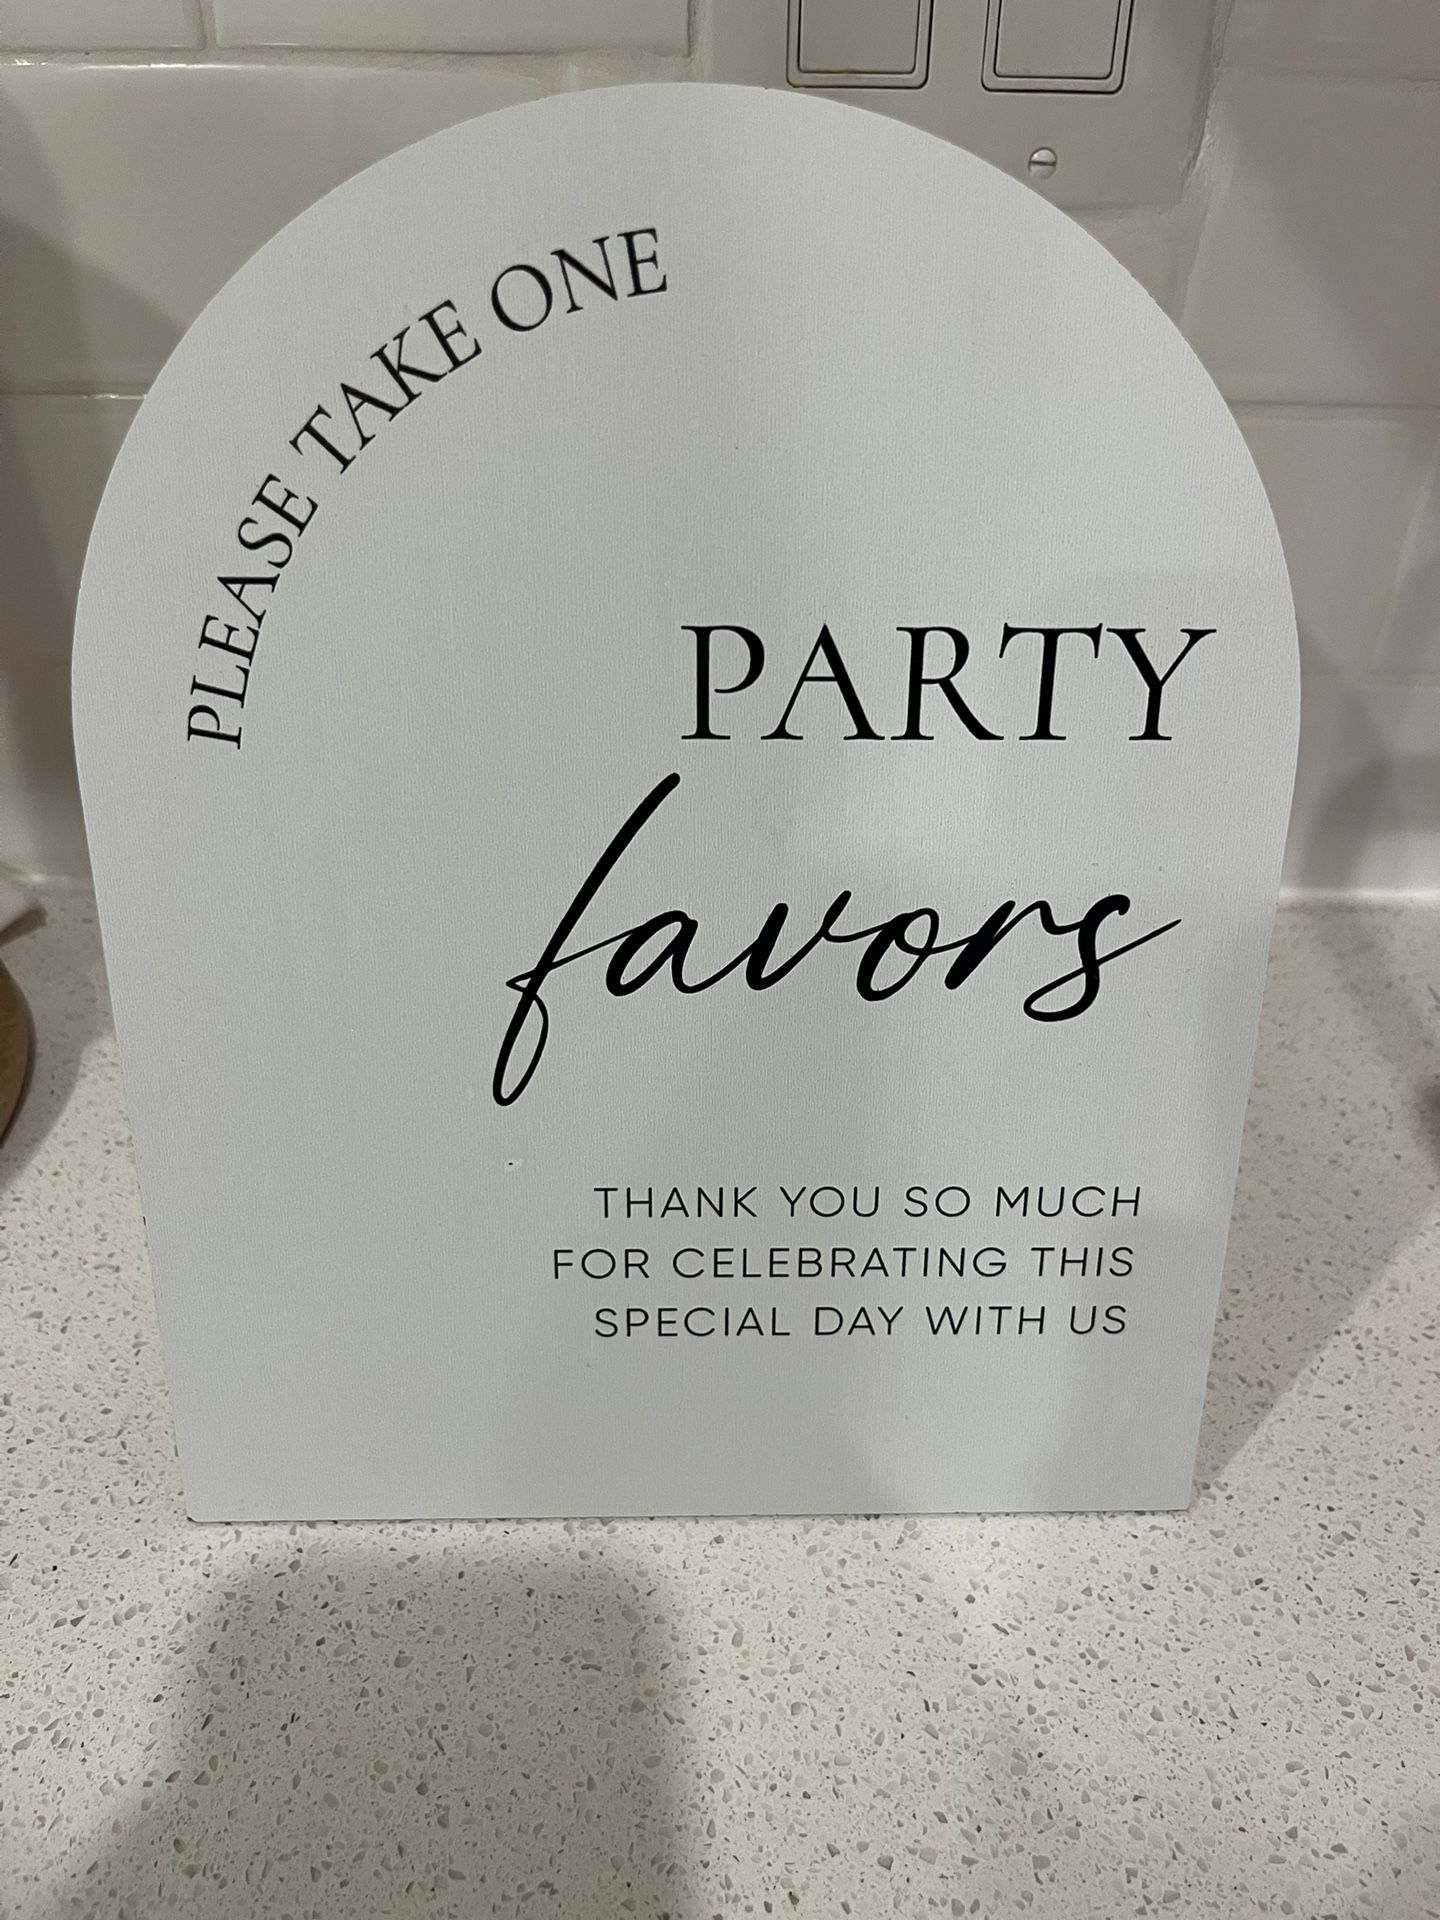 PLEASE TAKE ONE
PARTY
favors
THANK YOU SO MUCH
FOR CELEBRATING THIS
SPECIAL DAY WITH US